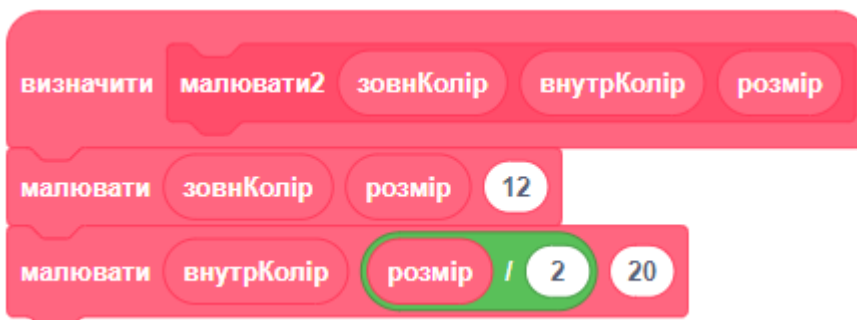 визначити малювати2 зовнКолір внутрКолір розмір
малювати зовнКолір розмір 12
малювати внутрКолір розмір / 2 20